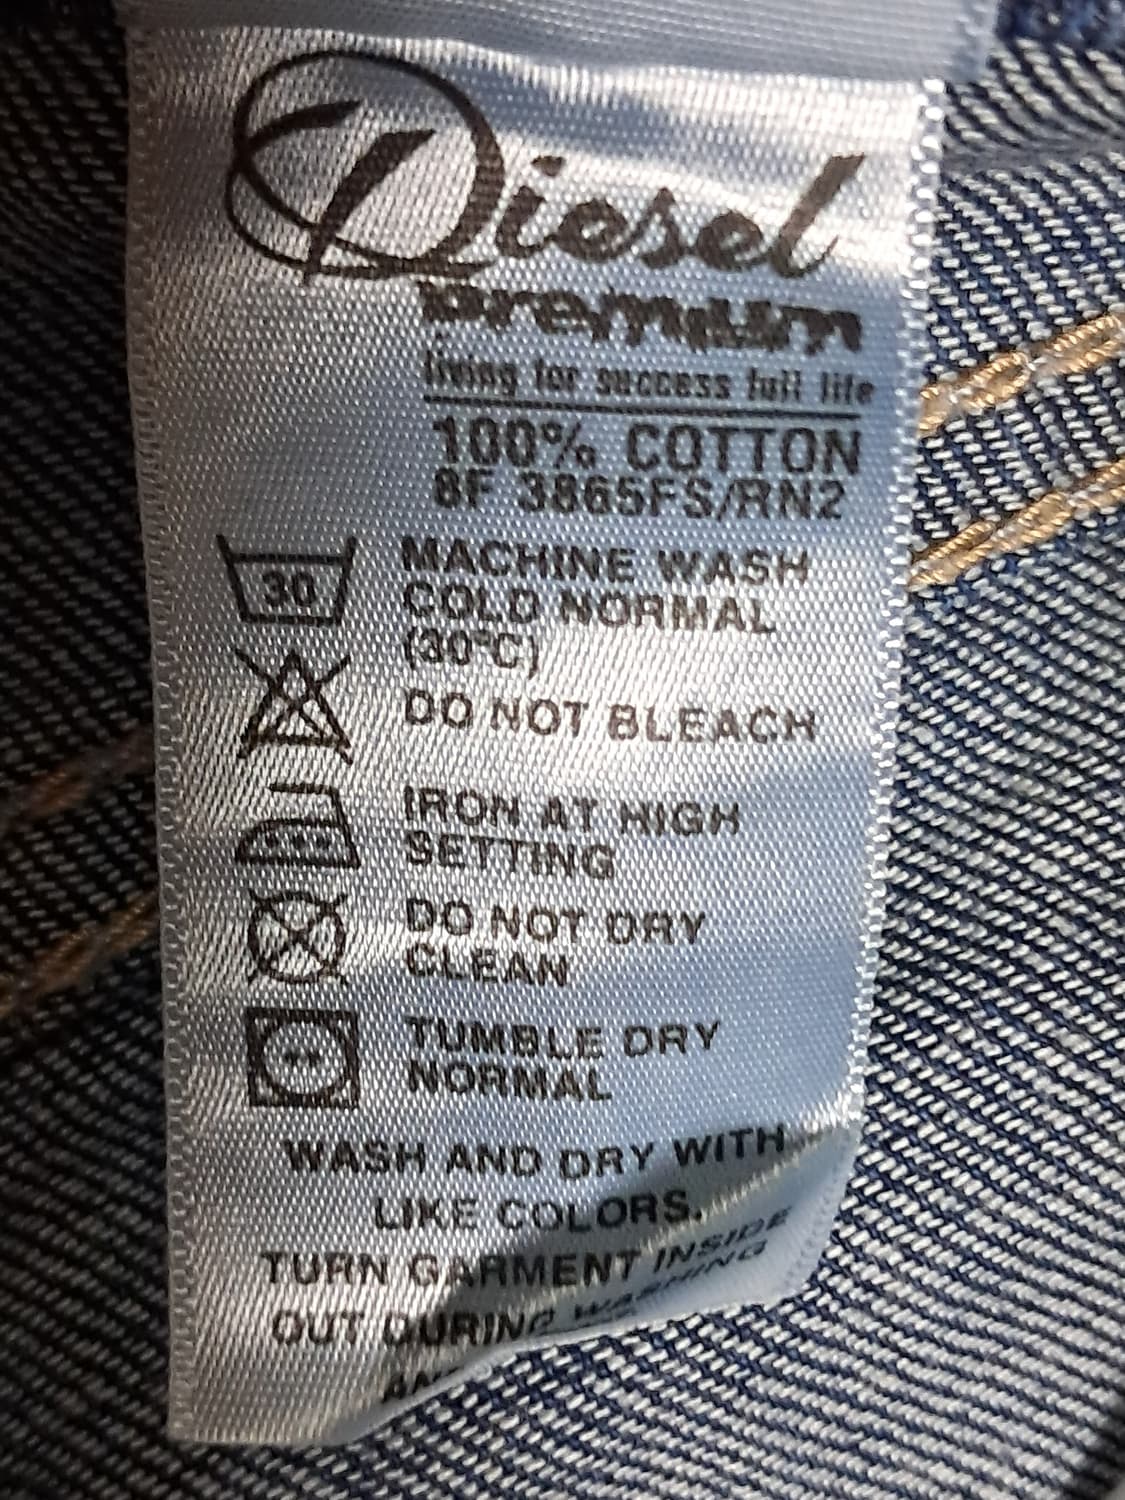 Diesel
premium
living for success full life
100% COTTON
8F 3865FS/RN2
30
MACHINE WASH
COLD NORMAL
(30°C)
DO NOT BLEACH
IRON AT HIGH
SETTING
DO NOT DRY
CLEAN
TUMBLE DRY
NORMAL
WASH AND DRY WITH
LIKE COLORS.
TURN GARMENT INSIDE
OUT DURING WASHING